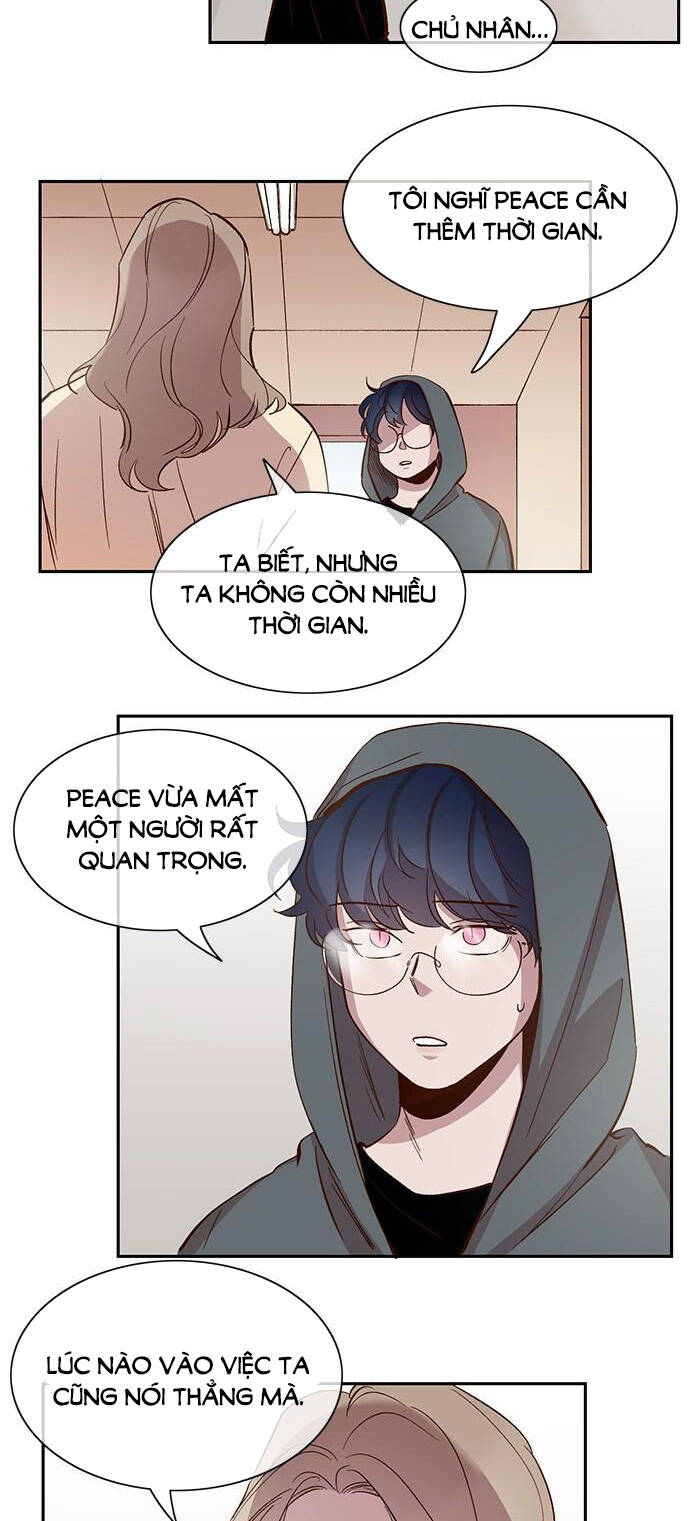 CHỦ NHÂN...
TÔI NGHĨ PEACE CẦN
THÊM THỜI GIAN.
TA BIẾT, NHƯNG
TA KHÔNG CÒN NHIỀU
THỜI GIAN.
PEACE VỪA MẤT
MỘT NGƯỜI RẤT
QUAN TRỌNG.
LÚC NÀO VÀO VIỆC TA
CŨNG NÓI THẲNG MÀ.